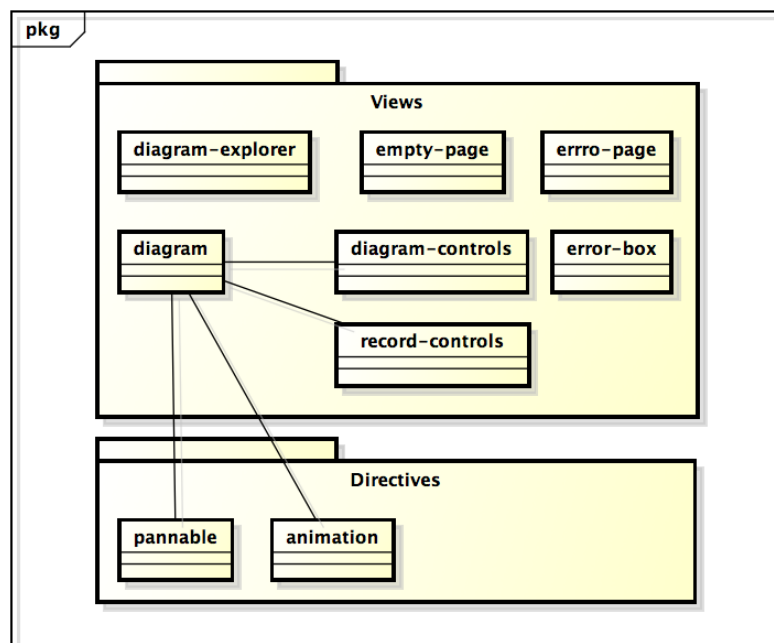 pkg
Views
diagram-explorer
empty-page
errro-page
diagram
diagram-controls
error-box
record-controls
Directives
pannable
animation